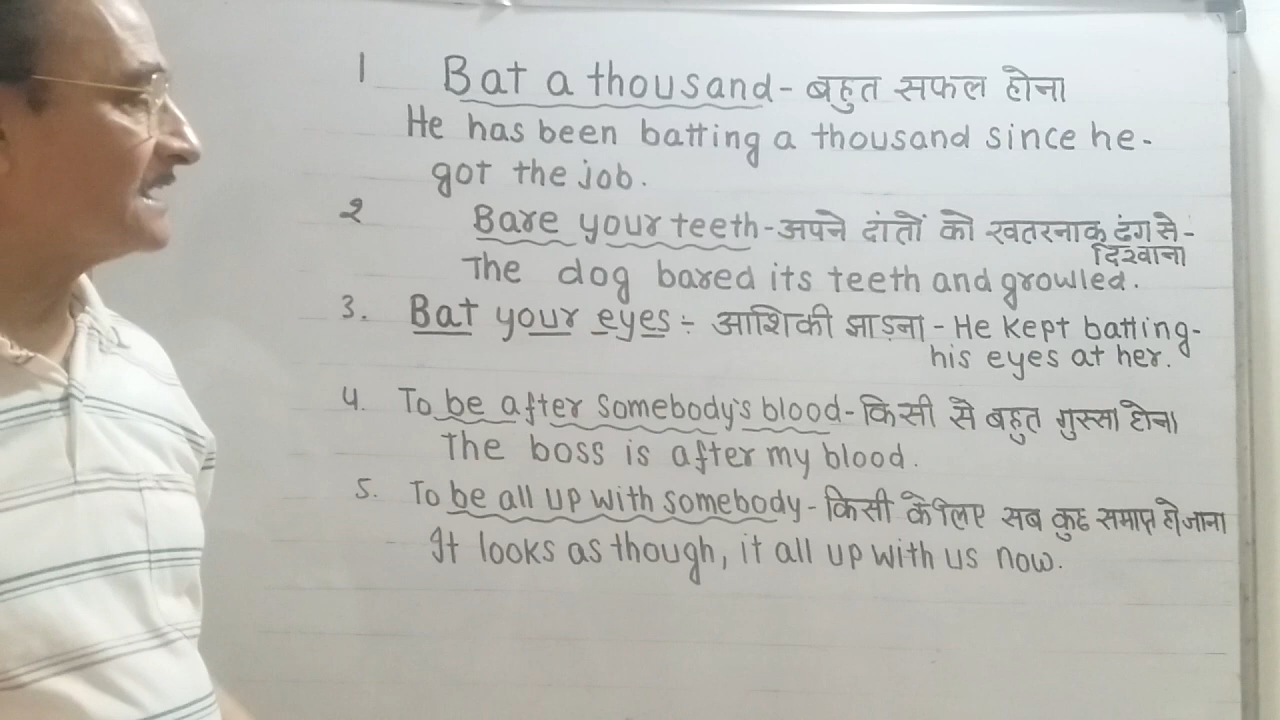 1 Bat a thousand - बहुत सफल होना
He has been batting a thousand since he-
got the job.
२ Bare your teeth - अपने दांतों को खतरनाक ढंग से -
दिखाना
The dog bared its teeth and growled.
3. Bat your eyes ÷ आशिकी झाड़ना - He kept batting-
his eyes at her.
4. To be after somebody's blood - किसी से बहुत गुस्सा होना
The boss is after my blood.
5. To be all up with somebody - किसी के लिए सब कुछ समाप्त हो जाना
It looks as though, it all up with us now.